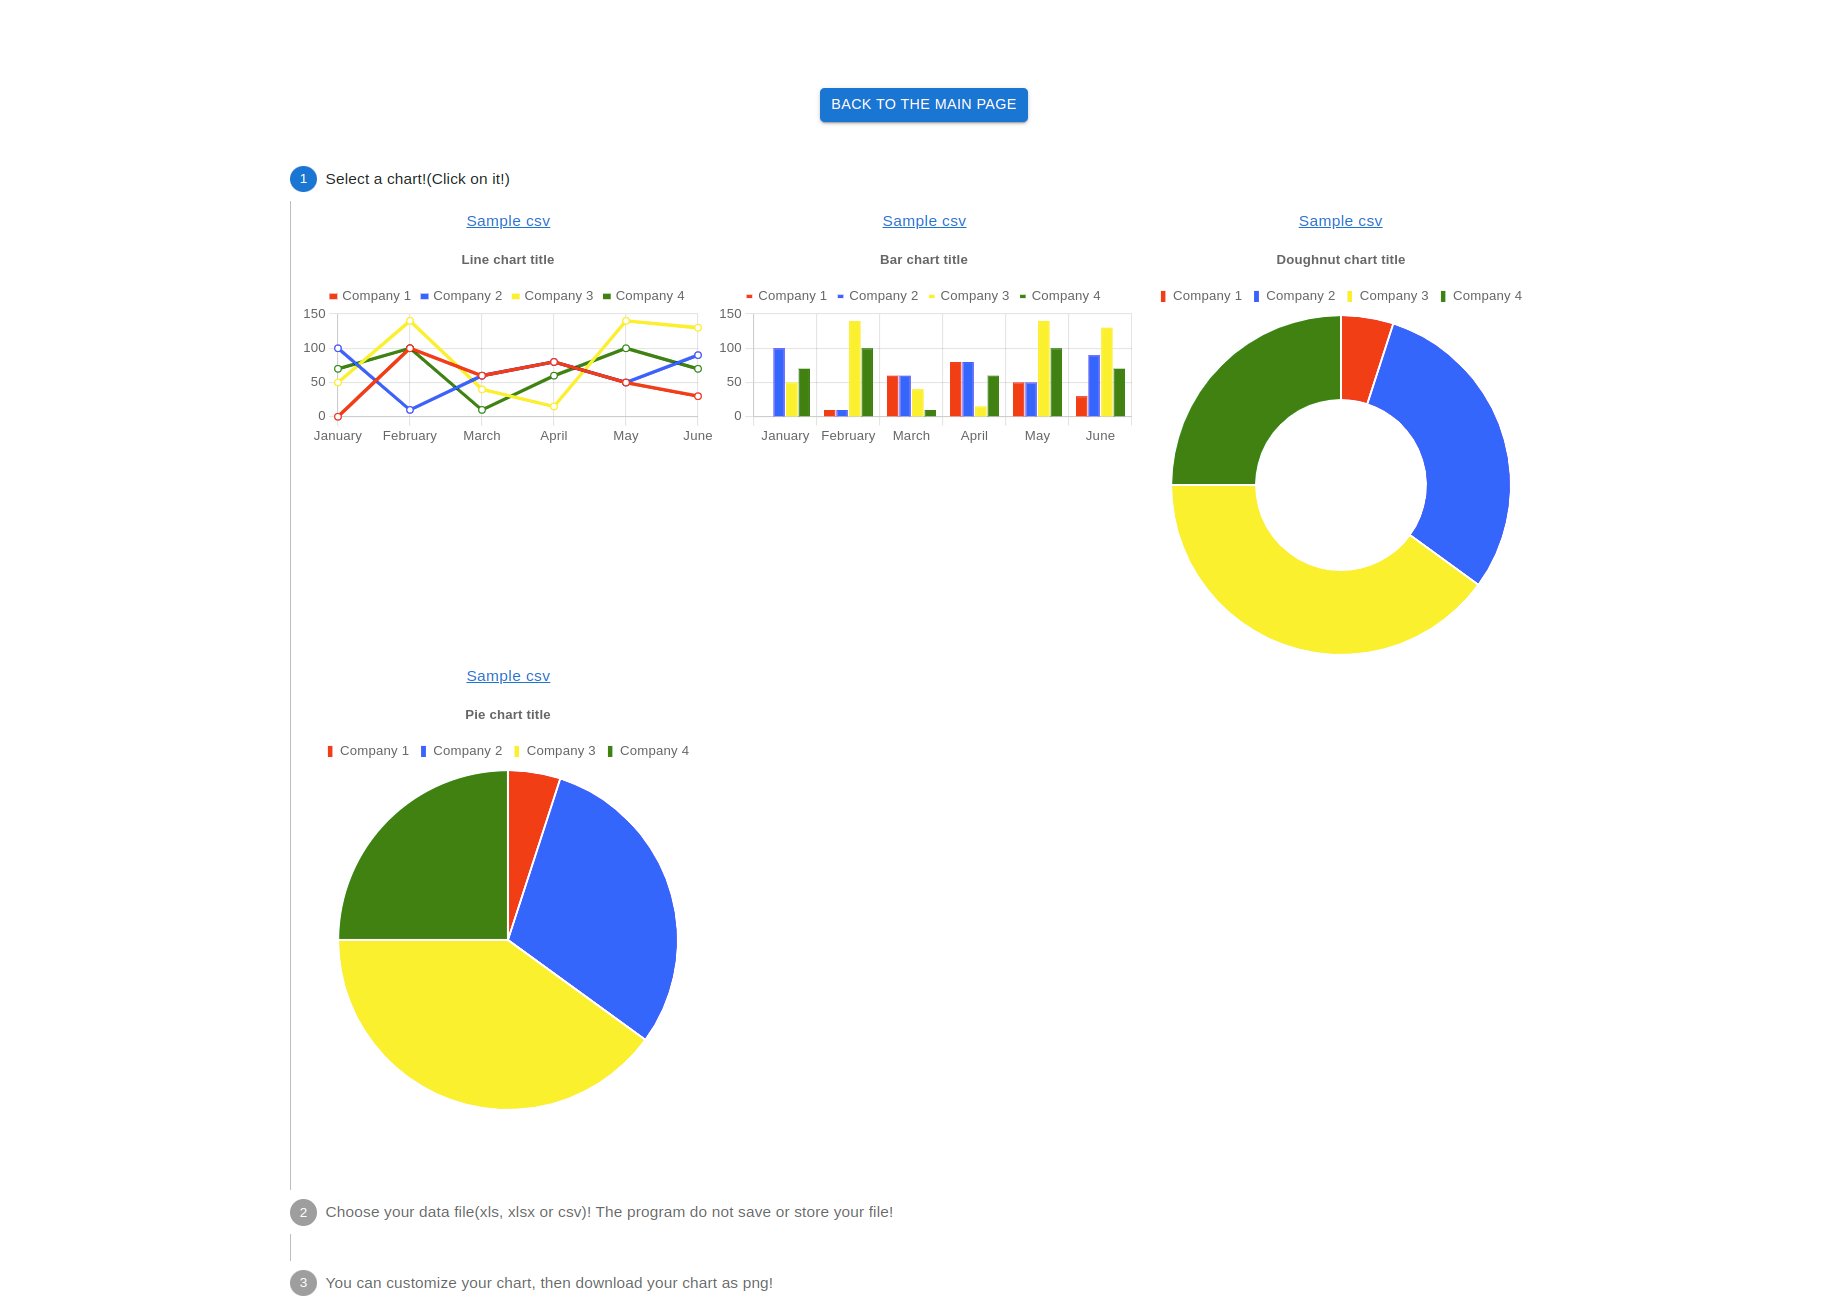 BACK TO THE MAIN PAGE
1 Select a chart!(Click on it!)
Sample csv
Line chart title
Company 1 Company 2 Company 3 Company 4
150
100
50
0
January February March April May June
Sample csv
Bar chart title
Company 1 Company 2 Company 3 Company 4
150
100
50
0
January February March April May June
Sample csv
Doughnut chart title
Company 1 Company 2 Company 3 Company 4
Sample csv
Pie chart title
Company 1 Company 2 Company 3 Company 4
2 Choose your data file(xls, xlsx or csv)! The program do not save or store your file!
3 You can customize your chart, then download your chart as png!